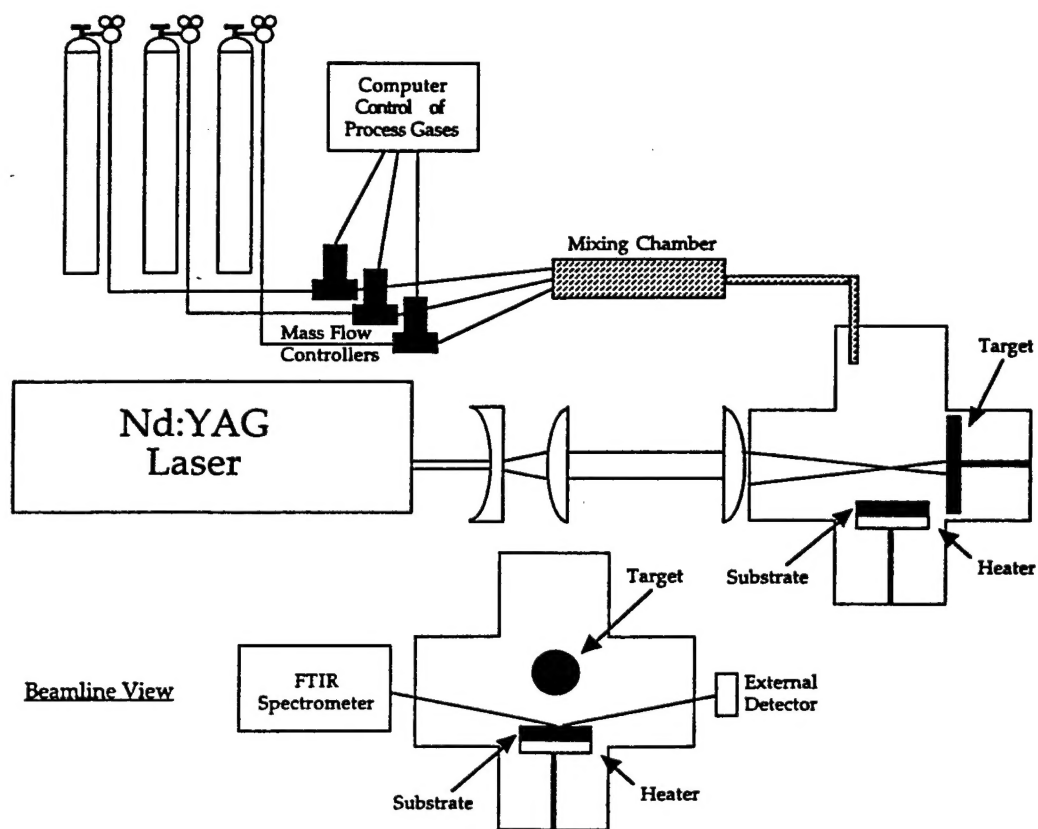 Computer
Control of
Process Gases
Mixing Chamber
Mass Flow
Controllers
Target
Nd:YAG
Laser
Substrate
Heater
Target
Beamline View
FTIR
Spectrometer
External
Detector
Substrate
Heater